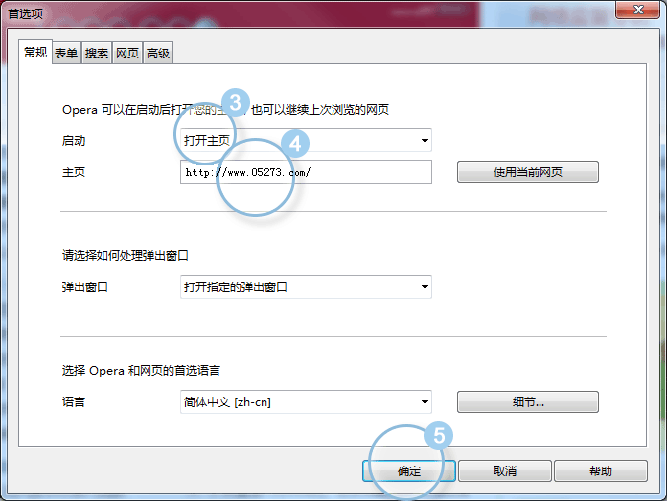 首选项
常规 表单 搜索 网页 高级
3
Opera 可以在启动后打开您的主页，也可以继续上次浏览的网页
启动 打开主页
4
主页 http://www.05273.com/ 使用当前网页
请选择如何处理弹出窗口
弹出窗口 打开指定的弹出窗口
选择 Opera 和网页的首选语言
语言 简体中文 [zh-cn] 细节...
5
确定 取消 帮助